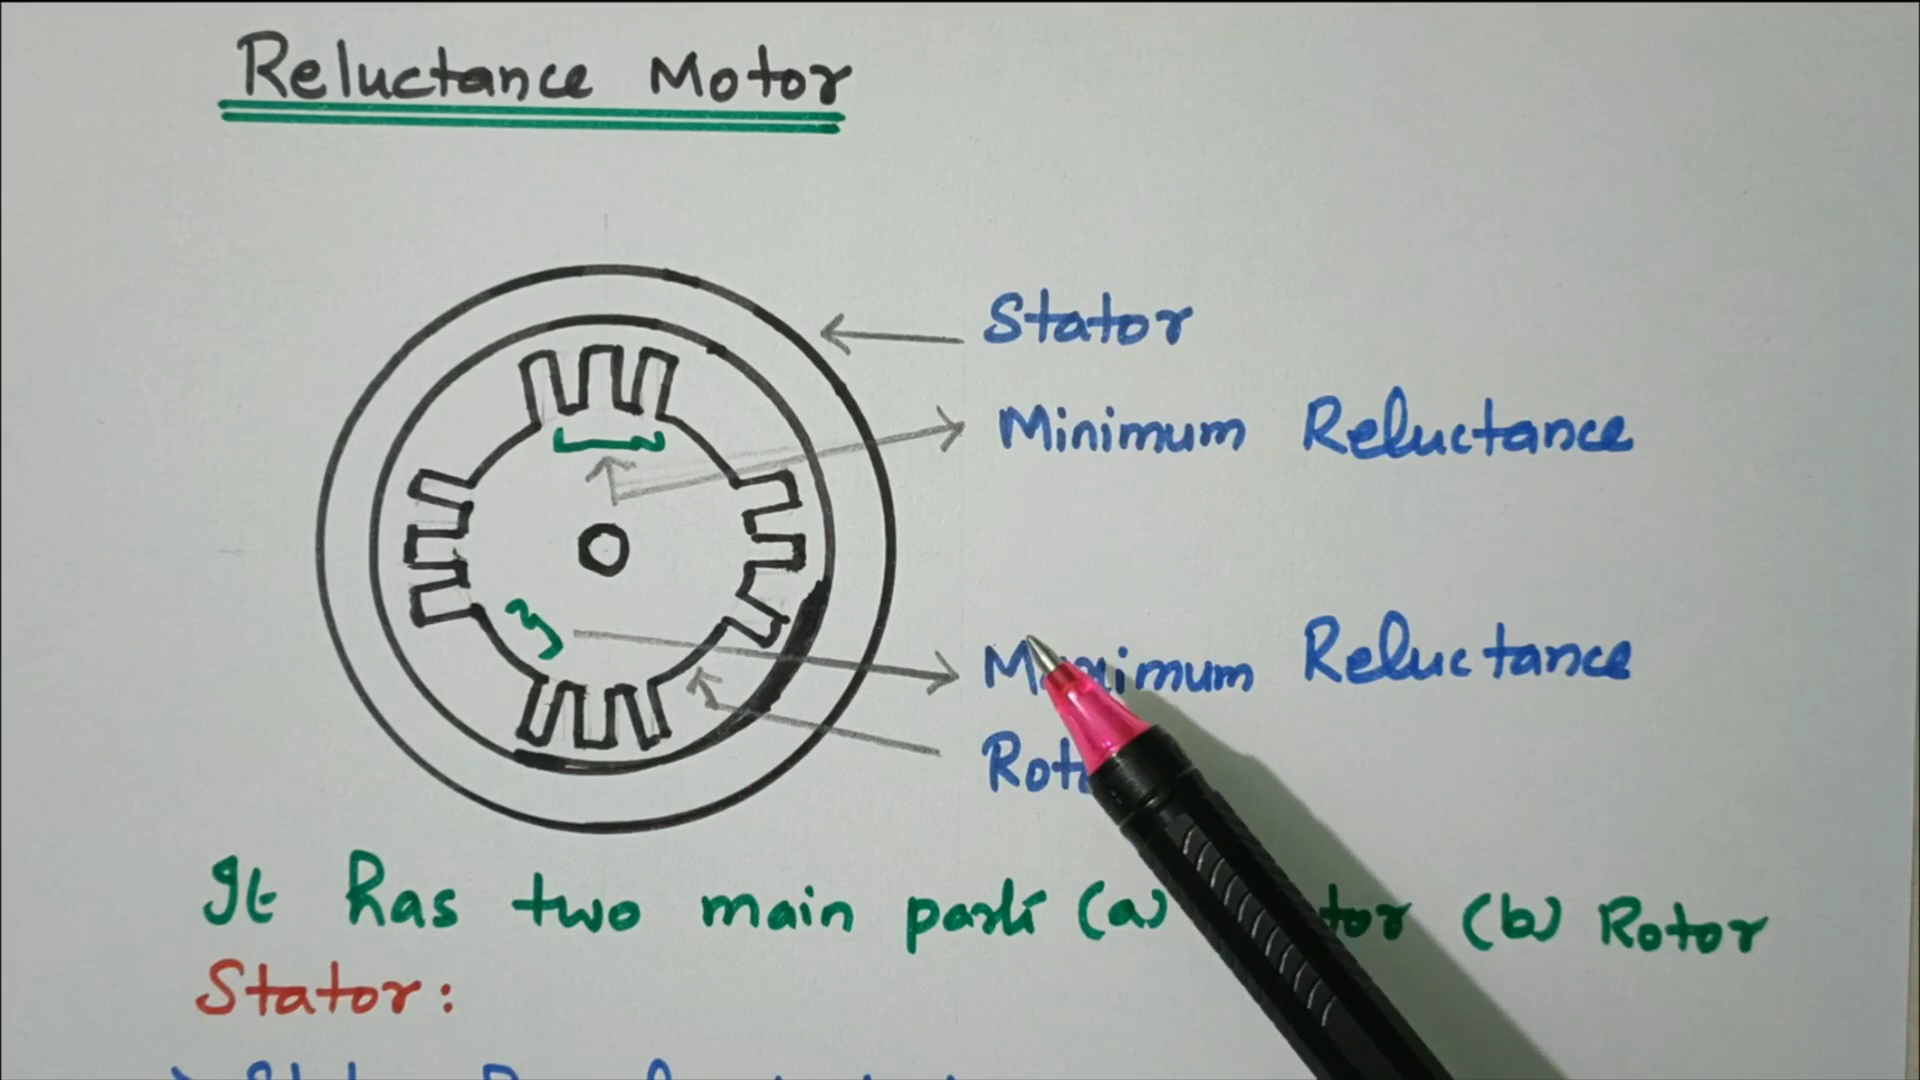 Reluctance Motor
Stator
Minimum Reluctance
Reluctance
It has two main parts (a) (b) Rotor
Stator: